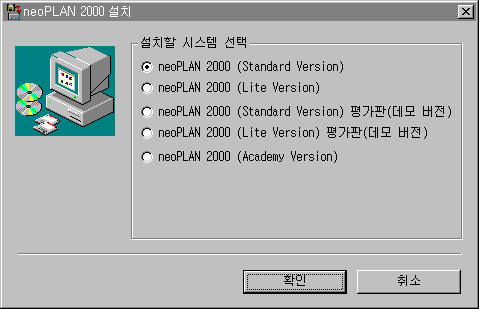 neoPLAN 2000 설치
설치할 시스템 선택
neoPLAN 2000 (Standard Version)
neoPLAN 2000 (Lite Version)
neoPLAN 2000 (Standard Version) 평가판(데모 버전)
neoPLAN 2000 (Lite Version) 평가판(데모 버전)
neoPLAN 2000 (Academy Version)
확인
취소